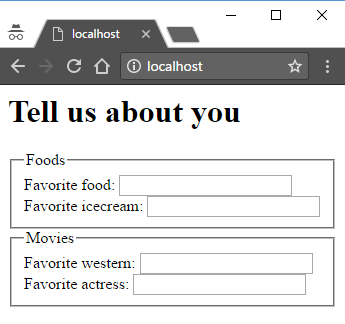 localhost
localhost
Tell us about you
Foods
Favorite food:
Favorite icecream:
Movies
Favorite western:
Favorite actress: